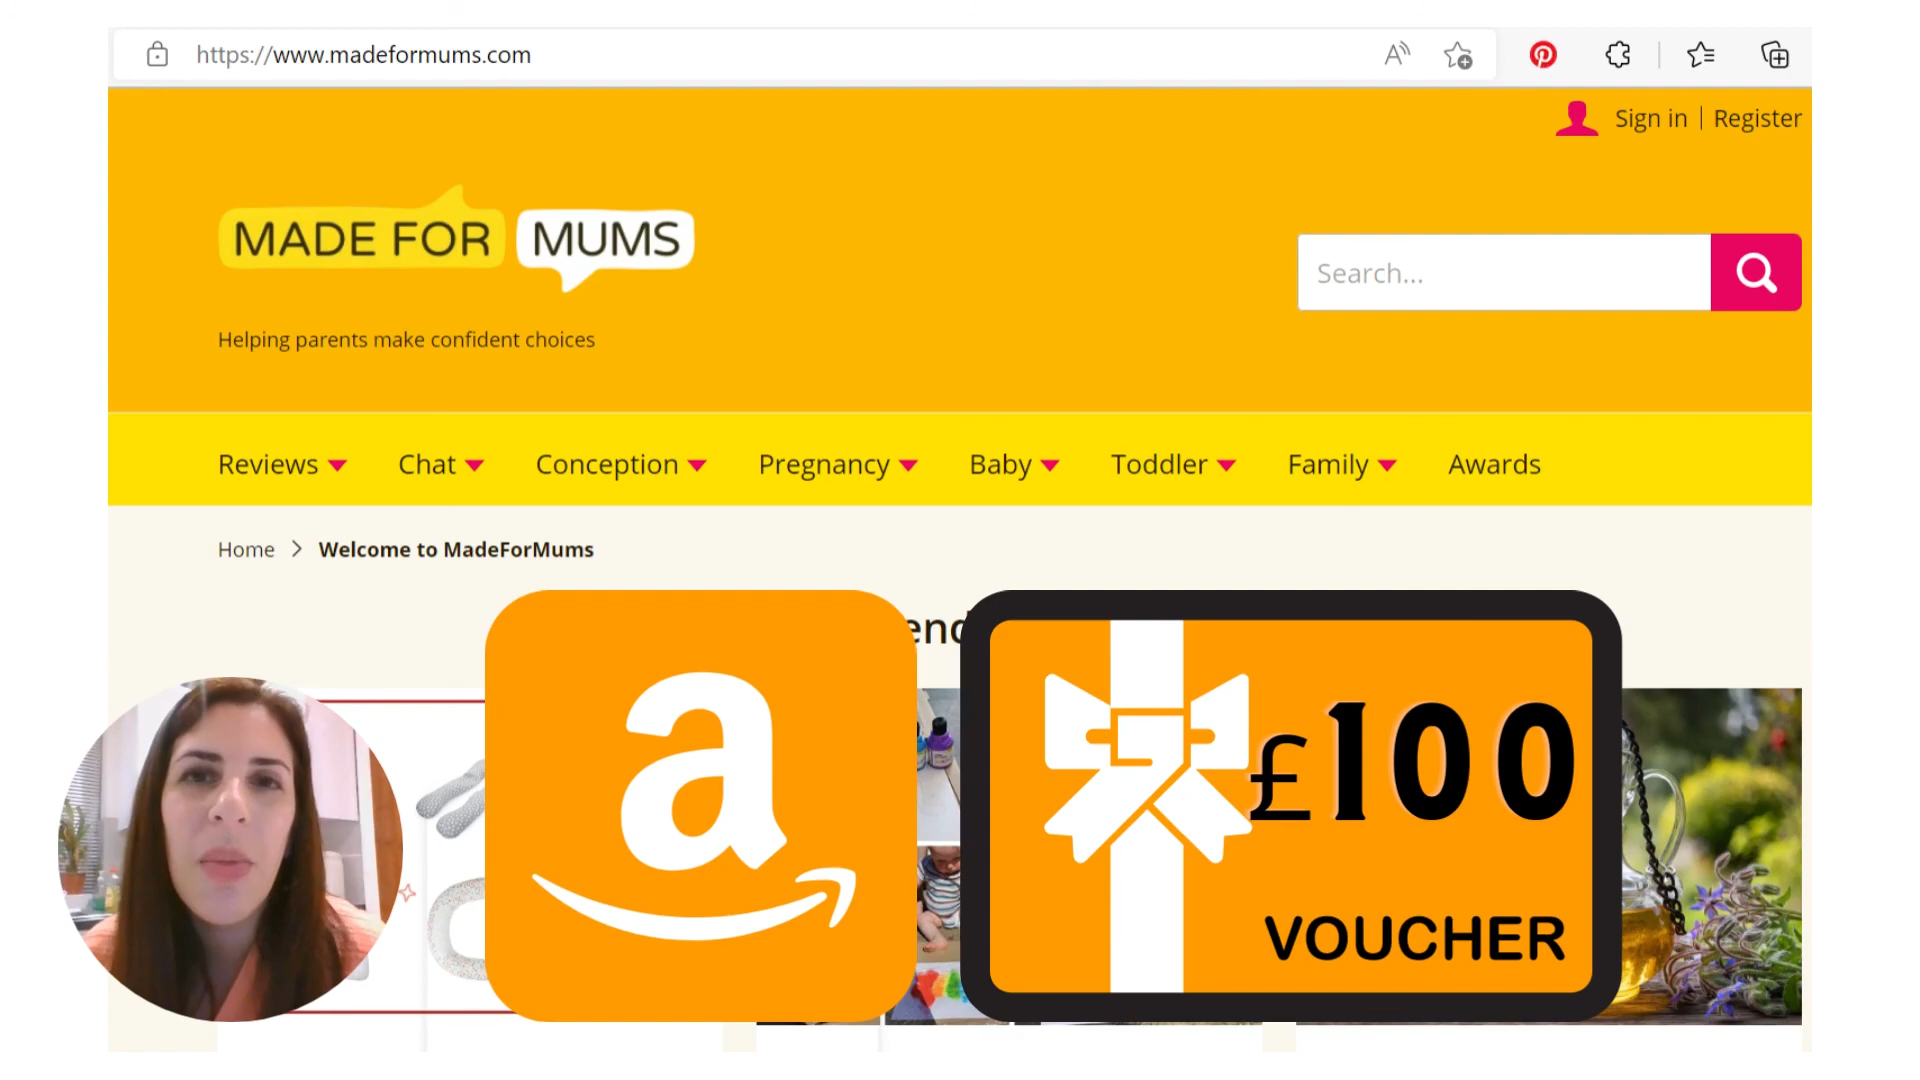 https://www.madeformums.com
Sign in | Register
MADE FOR MUMS
Search...
Helping parents make confident choices
Reviews Chat Conception Pregnancy Baby Toddler Family Awards
Home > Welcome to MadeForMums
a
£100
VOUCHER